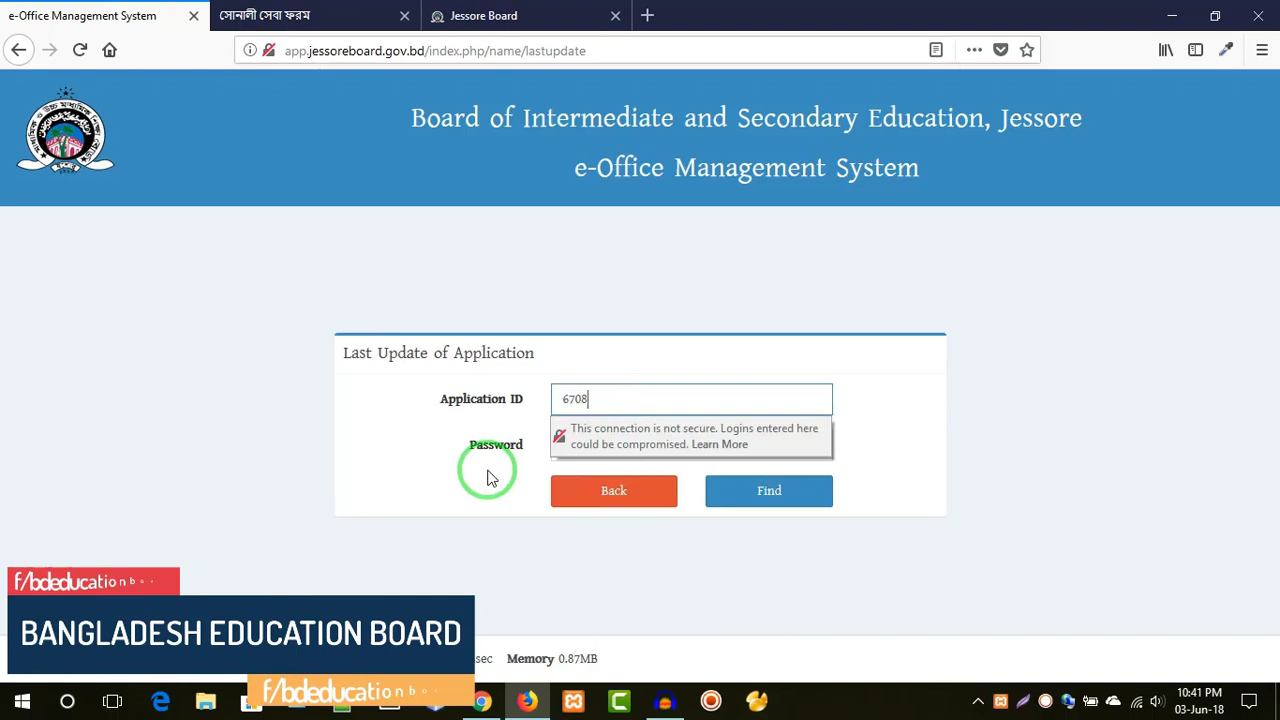 e-Office Management System
সোনালী সেবা ফরম
Jessore Board
app.jessoreboard.gov.bd/index.php/name/lastupdate
Board of Intermediate and Secondary Education, Jessore
e-Office Management System
Last Update of Application
Application ID
6708
This connection is not secure. Logins entered here
could be compromised. Learn More
Password
Back
Find
f/bdeducationb
BANGLADESH EDUCATION BOARD
f/bdeducation
sec
Memory 0.87MB
10:41 PM
03-Jun-18